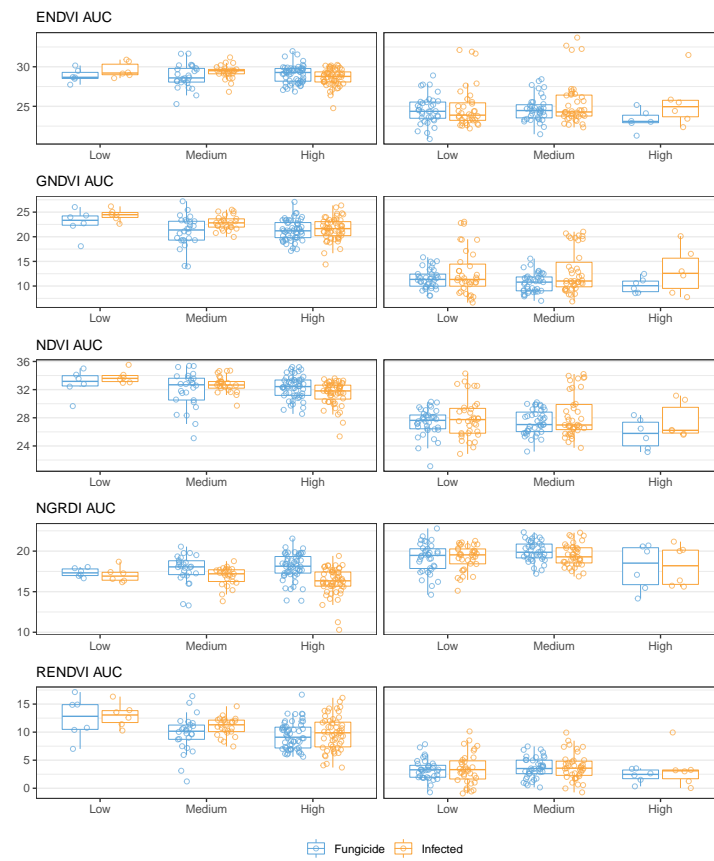 ENDVI AUC
30
25
Low Medium High Low Medium High
GNDVI AUC
25
20
15
10
Low Medium High Low Medium High
NDVI AUC
36
32
28
24
Low Medium High Low Medium High
NGRDI AUC
20
15
10
Low Medium High Low Medium High
RENDVI AUC
15
10
5
0
Low Medium High Low Medium High
Fungicide Infected